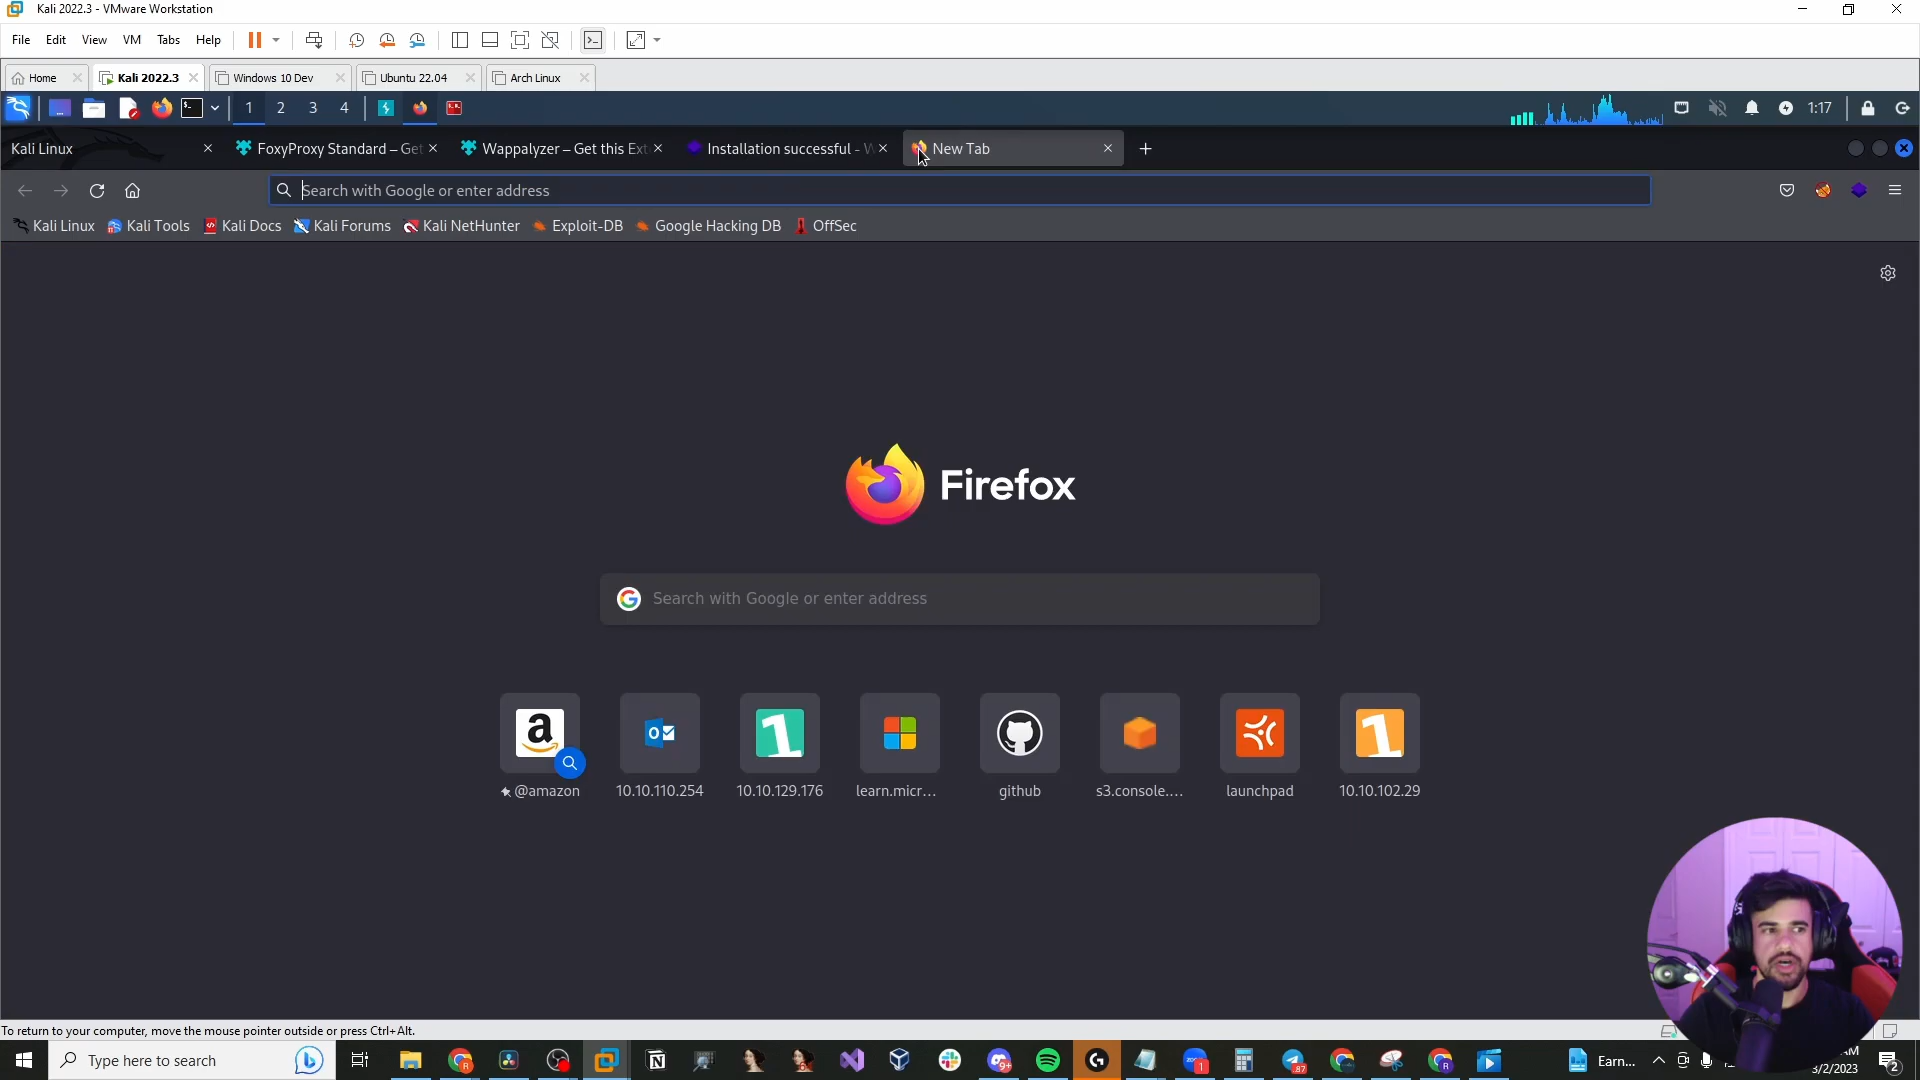 Kali 2022.3 - VMware Workstation
File Edit View VM Tabs Help
Home Kali 2022.3 Windows 10 Dev Ubuntu 22.04 Arch Linux
1 2 3 4 1:17
Kali Linux FoxyProxy Standard – Get Wappalyzer – Get this Ext Installation successful - W New Tab
Search with Google or enter address
Kali Linux Kali Tools Kali Docs Kali Forums Kali NetHunter Exploit-DB Google Hacking DB OffSec
Firefox
Search with Google or enter address
@amazon 10.10.110.254 10.10.129.176 learn.micr... github s3.console.... launchpad 10.10.102.29
To return to your computer, move the mouse pointer outside or press Ctrl+Alt.
Type here to search
Earn...
AM
3/2/2023
2